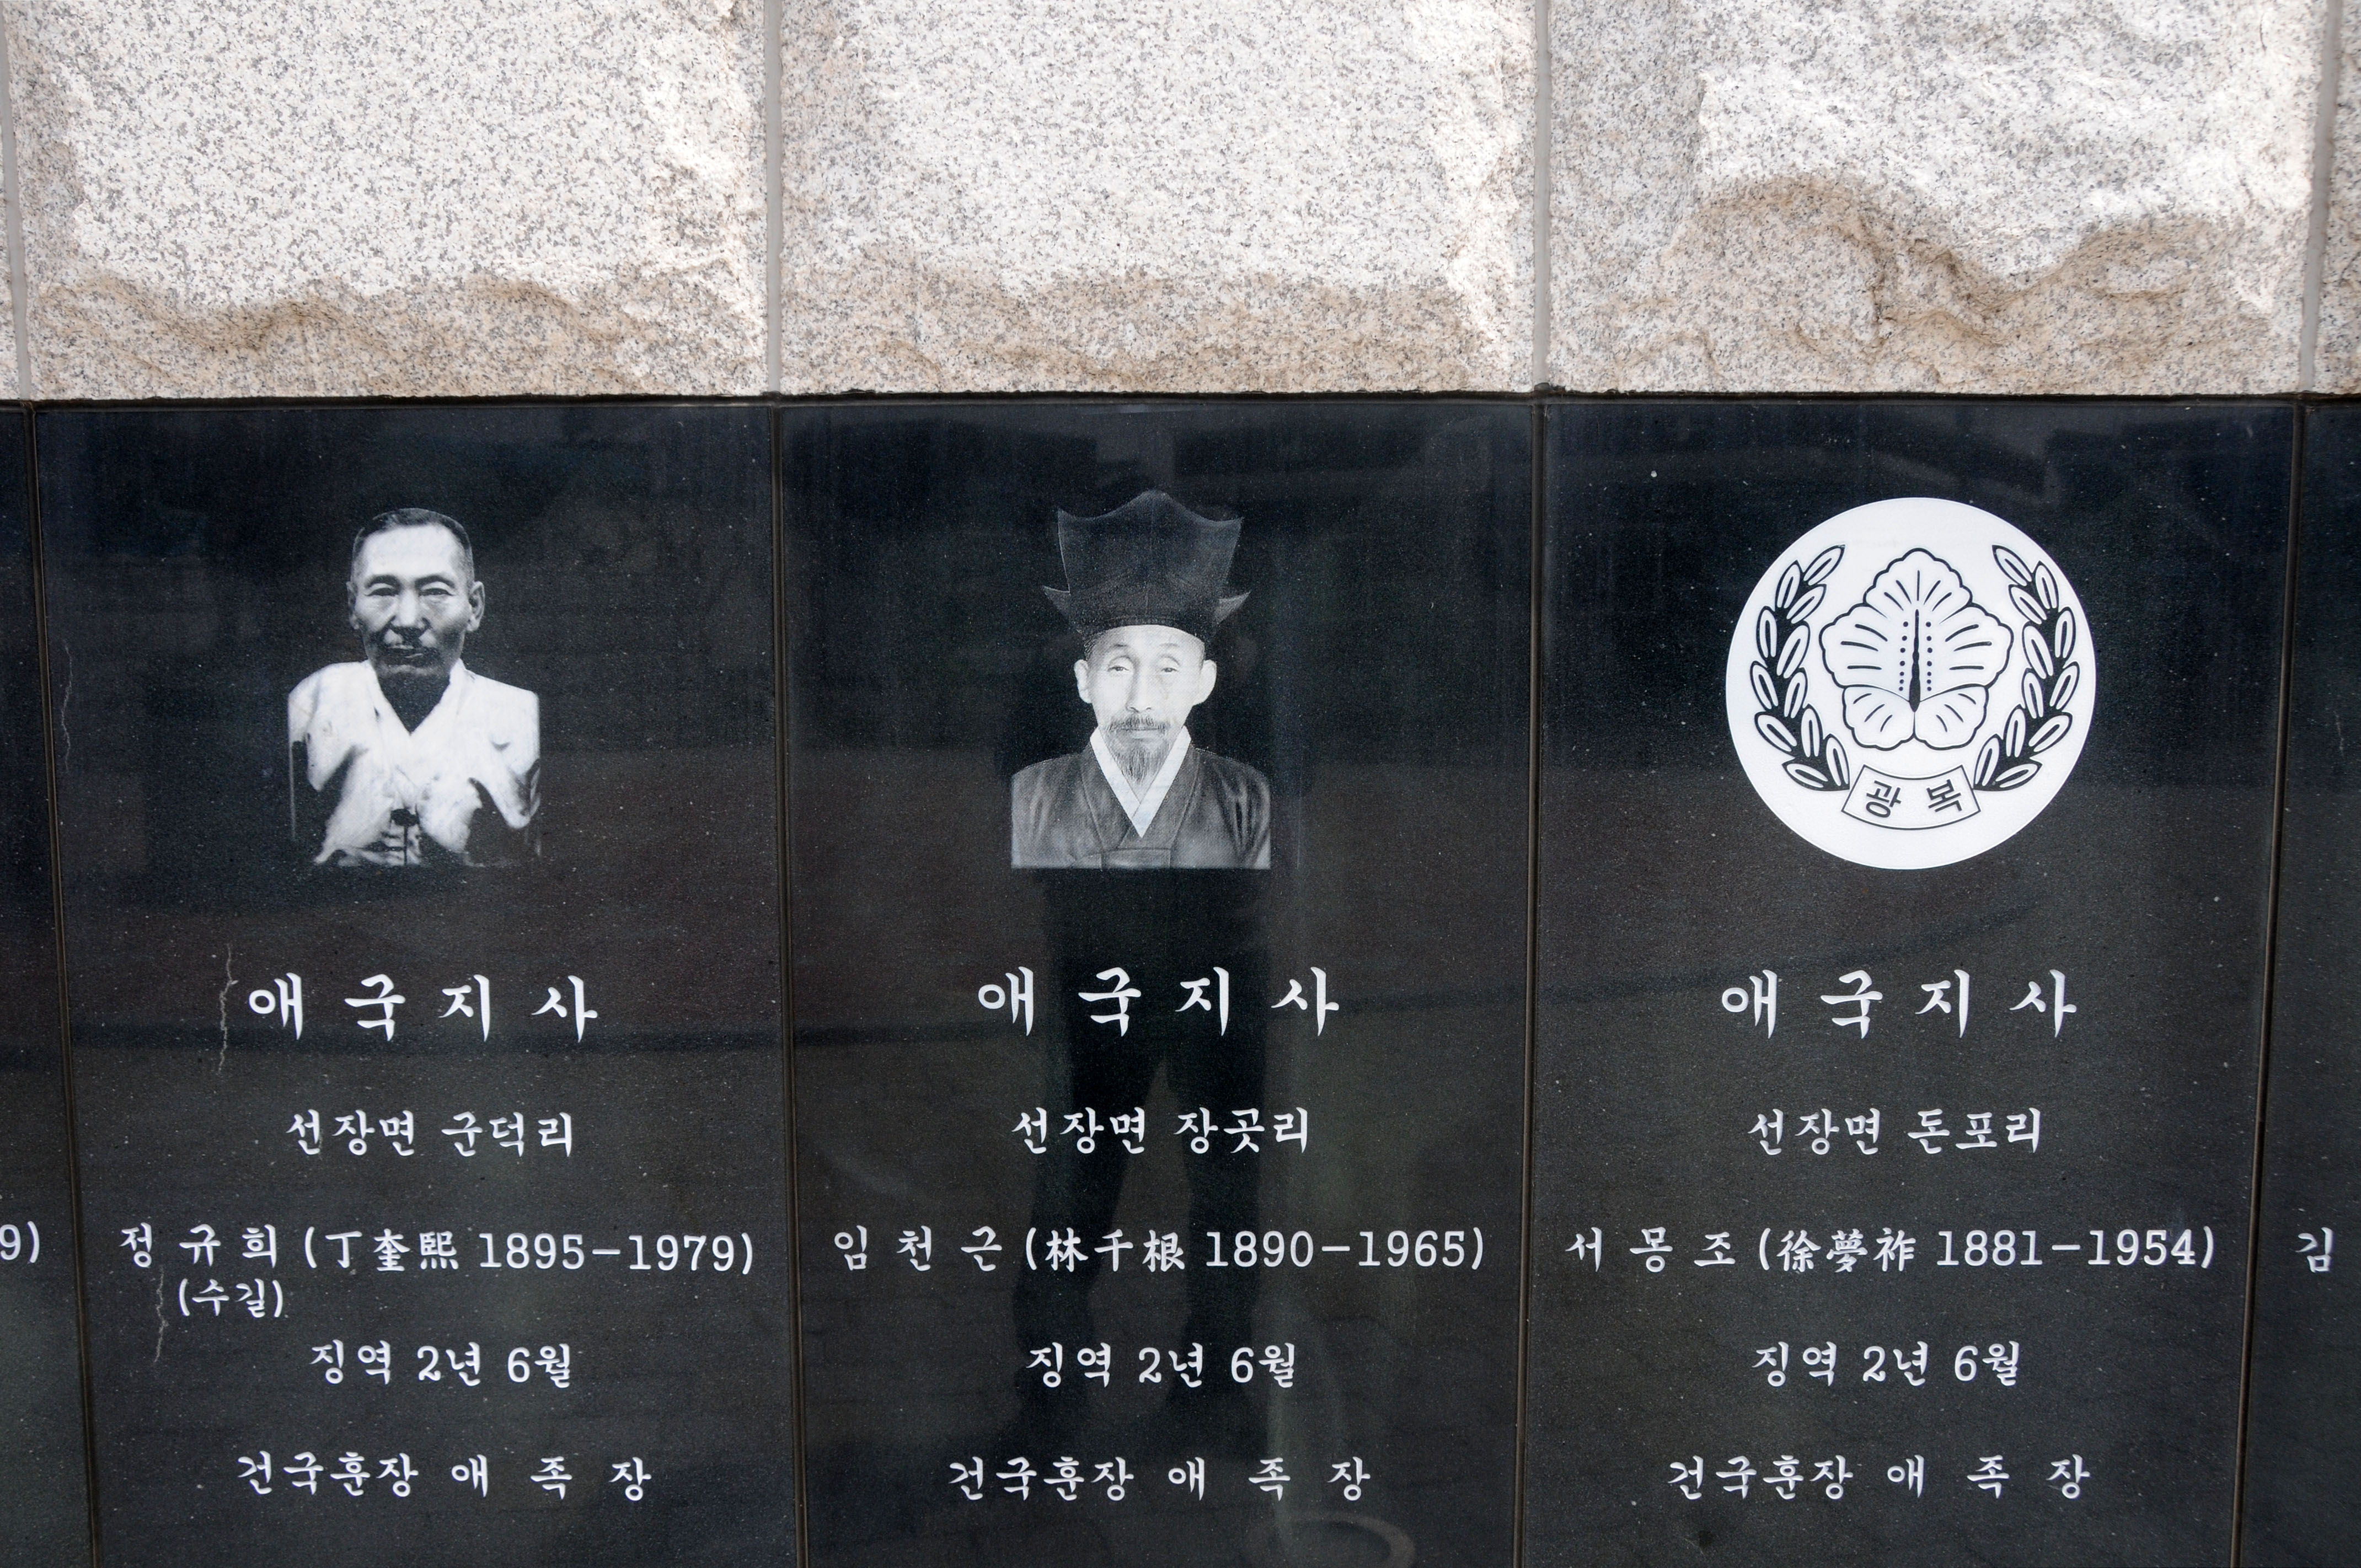 애국지사
선장면 군덕리
정 규 희 (丁奎熙 1895-1979)
(수길)
징역 2년 6월
건국훈장 애 족 장
애국지사
선장면 장곳리
임 천 근 (林千根 1890-1965)
징역 2년 6월
건국훈장 애 족 장
광복
애국지사
선장면 돈포리
서 몽 조 (徐夢祚 1881-1954)
징역 2년 6월
건국훈장 애 족 장
9)
김